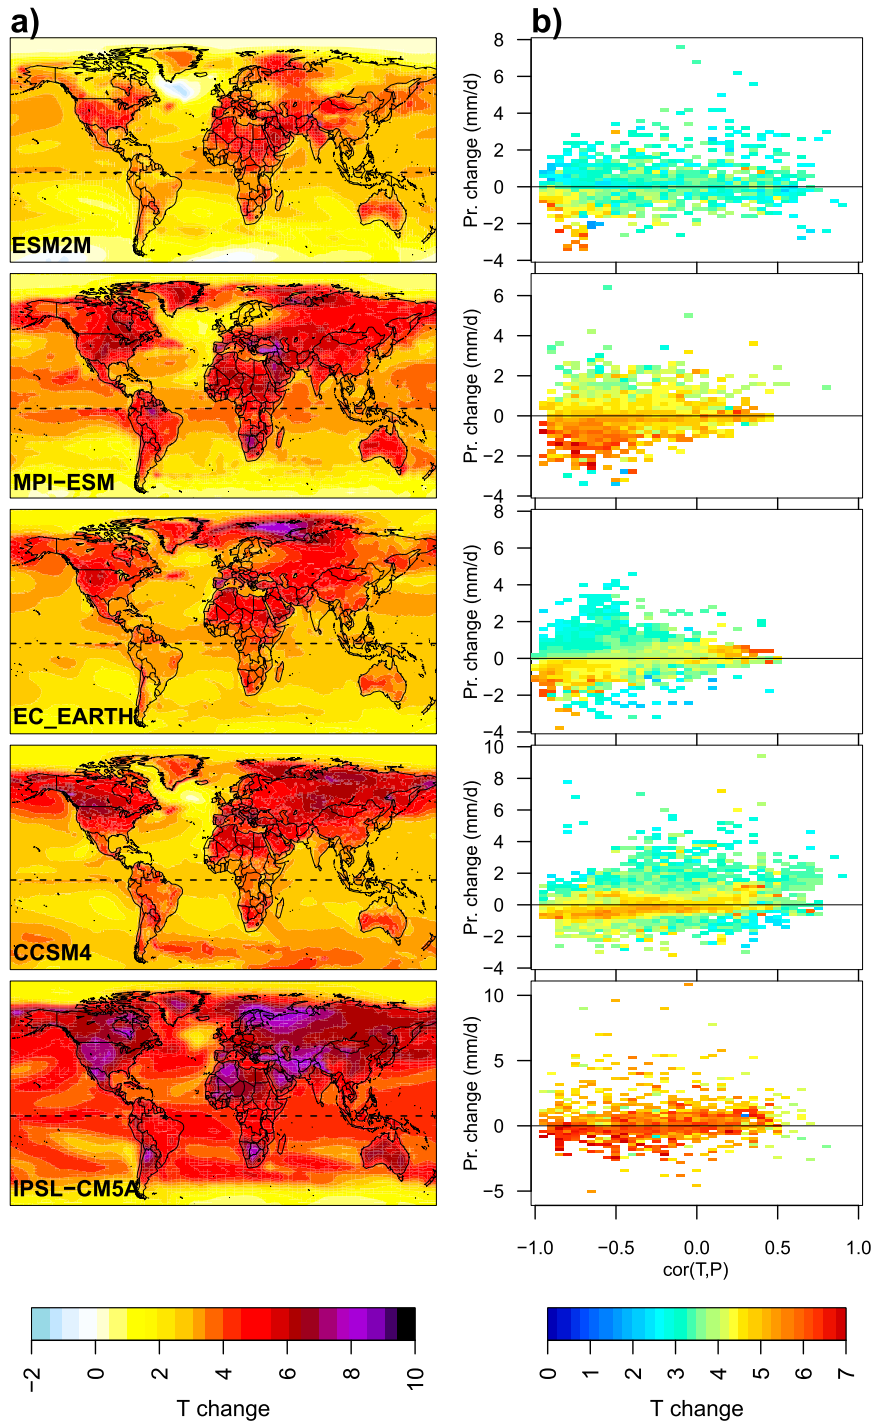 a) b)
ESM2M
Pr. change (mm/d)
8
6
4
2
0
−2
−4
MPI−ESM
Pr. change (mm/d)
6
4
2
0
−2
−4
EC_EARTH
Pr. change (mm/d)
8
6
4
2
0
−2
−4
CCSM4
Pr. change (mm/d)
10
8
6
4
2
0
−2
−4
IPSL−CM5A
Pr. change (mm/d)
10
5
0
−5
−1.0 −0.5 0.0 0.5 1.0
cor(T,P)
−2 0 2 4 6 8 10
T change
0 1 2 3 4 5 6 7
T change